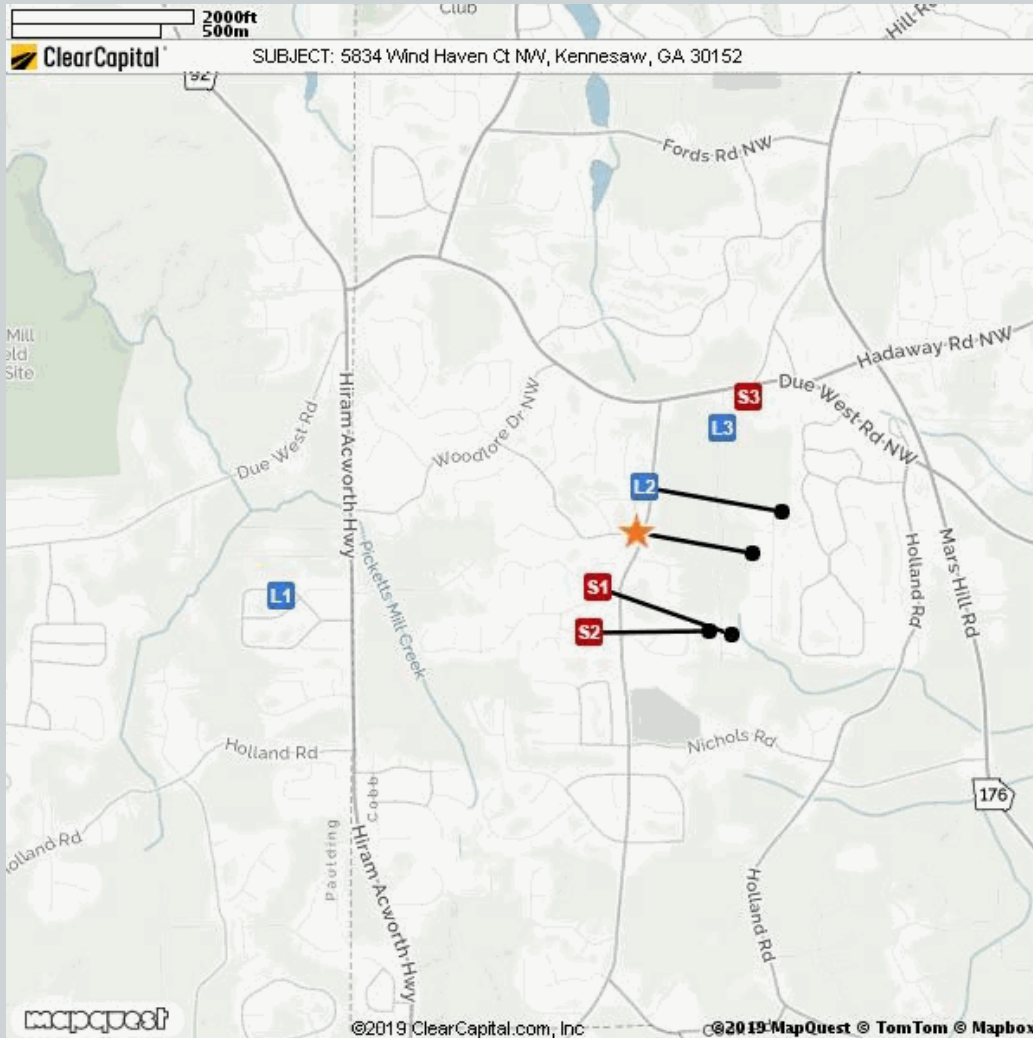 2000ft
500m
Club
ClearCapital
SUBJECT: 5834 Wind Haven Ct NW, Kennesaw, GA 30152
92
Fords Rd NW
Mill
Site
Due West Rd
Hiram-Acworth-Hwy
Woodlore Dr NW
Hadaway Rd NW
Due West Rd NW
S3
L3
L2
L1
S1
S2
Picketts Mill Creek
Holland Rd
Mars Hill Rd
Holland Rd
Nichols Rd
176
Cobb
Paulding
Holland Rd
Hiram-Acworth-Hwy
Holland Rd
mapquest
©2019 ClearCapital.com, Inc
©2019 MapQuest © TomTom © Mapbox